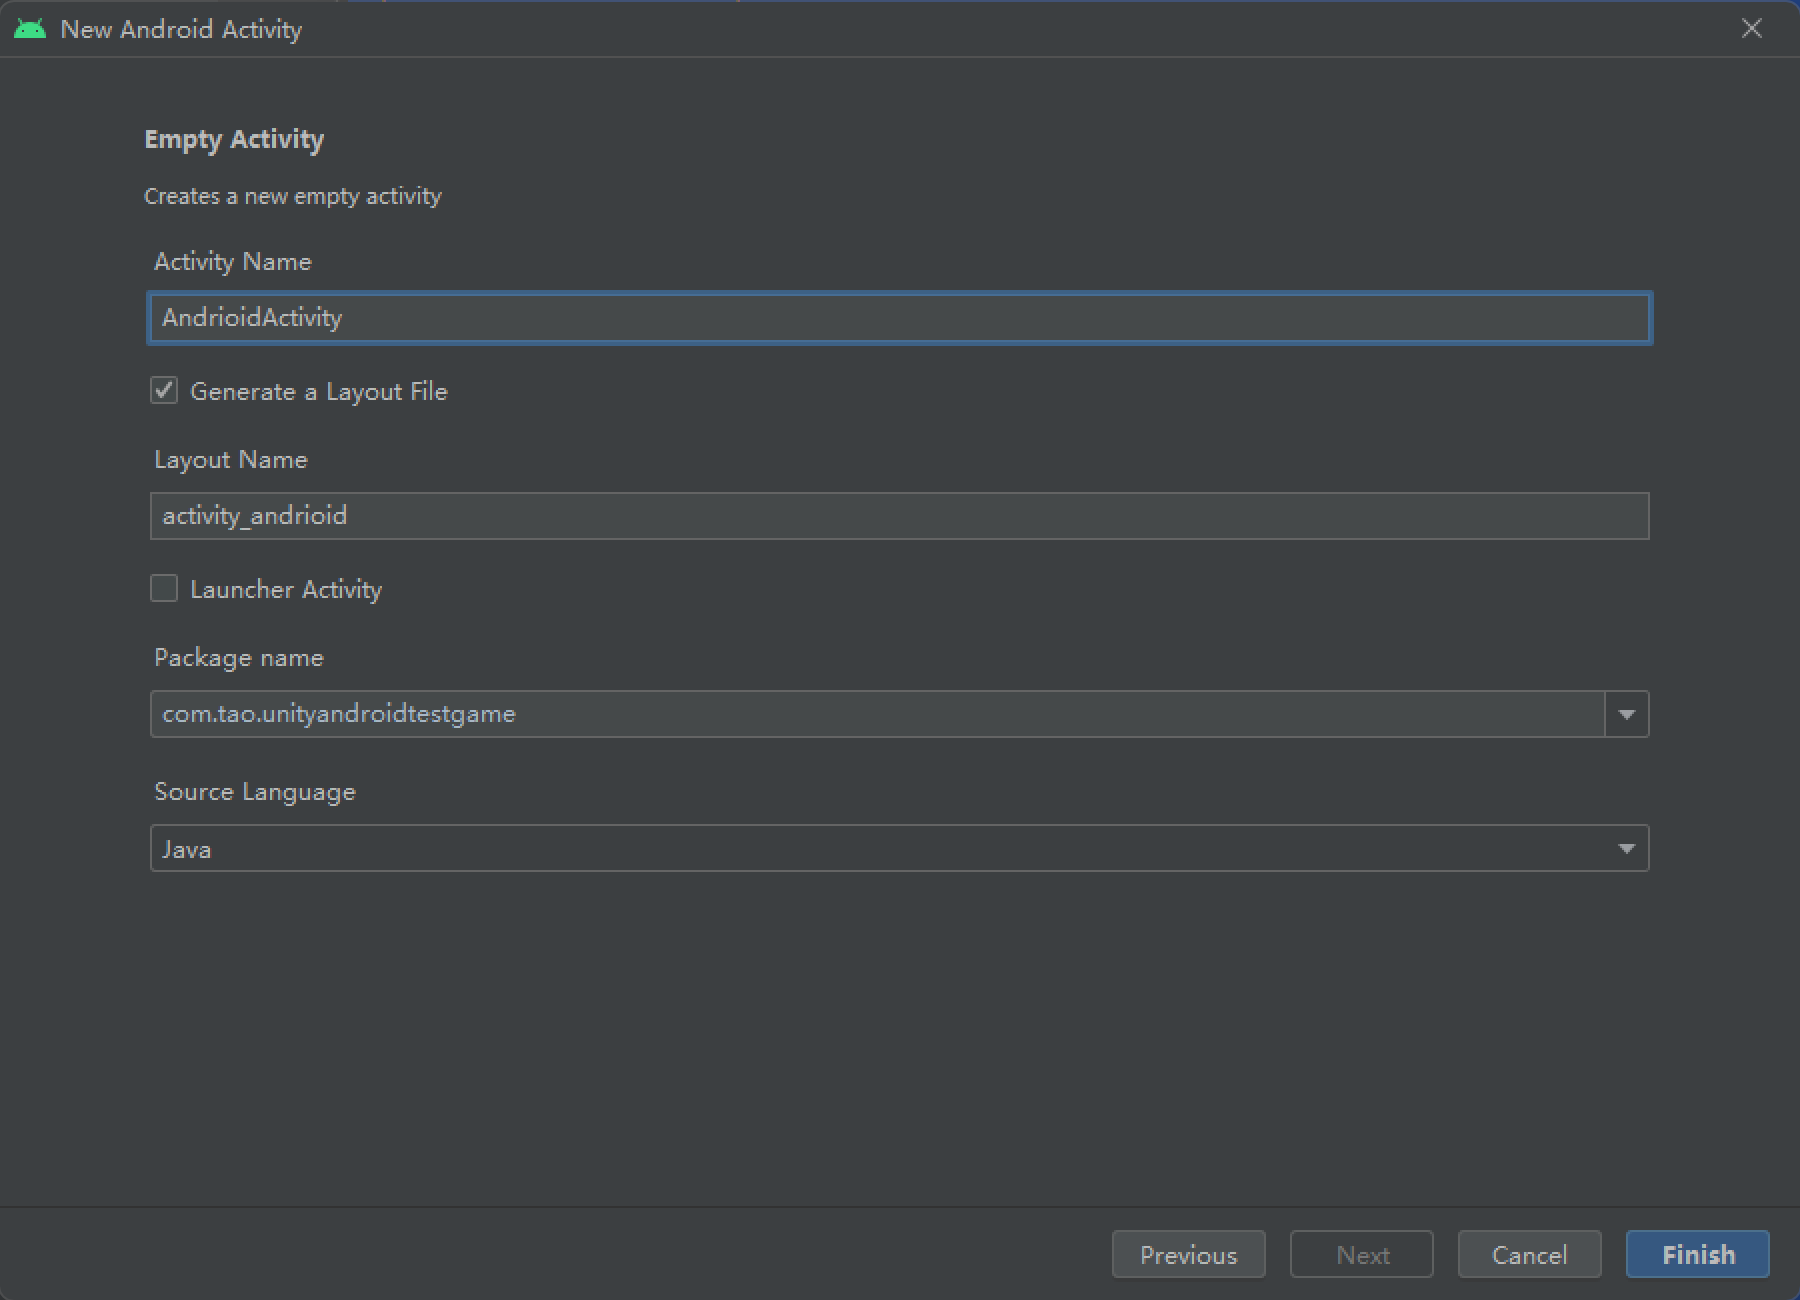 New Android Activity
Empty Activity
Creates a new empty activity
Activity Name
AndrioidActivity
Generate a Layout File
Layout Name
activity_andrioid
Launcher Activity
Package name
com.tao.unityandroidtestgame
Source Language
Java
Previous
Next
Cancel
Finish